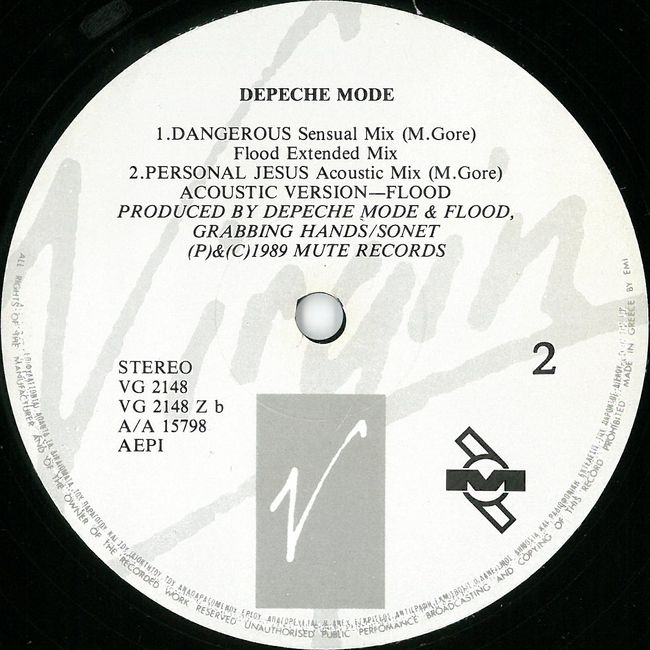 DEPECHE MODE
1.DANGEROUS Sensual Mix (M.Gore)
Flood Extended Mix
2.PERSONAL JESUS Acoustic Mix (M.Gore)
ACOUSTIC VERSION—FLOOD
PRODUCED BY DEPECHE MODE & FLOOD,
GRABBING HANDS/SONET
(P)&(C)1989 MUTE RECORDS
Virgin
STEREO
VG 2148
VG 2148 Z b
A/A 15798
AEPI
2
V
M
ALL RIGHTS OF THE MANUFACTURER AND OF THE OWNER OF THE RECORDED WORK RESERVED UNAUTHORISED PUBLIC PERFOMANCE BROADCASTING AND COPYING OF THIS RECORD PROHIBITED MADE IN GREECE BY EMI